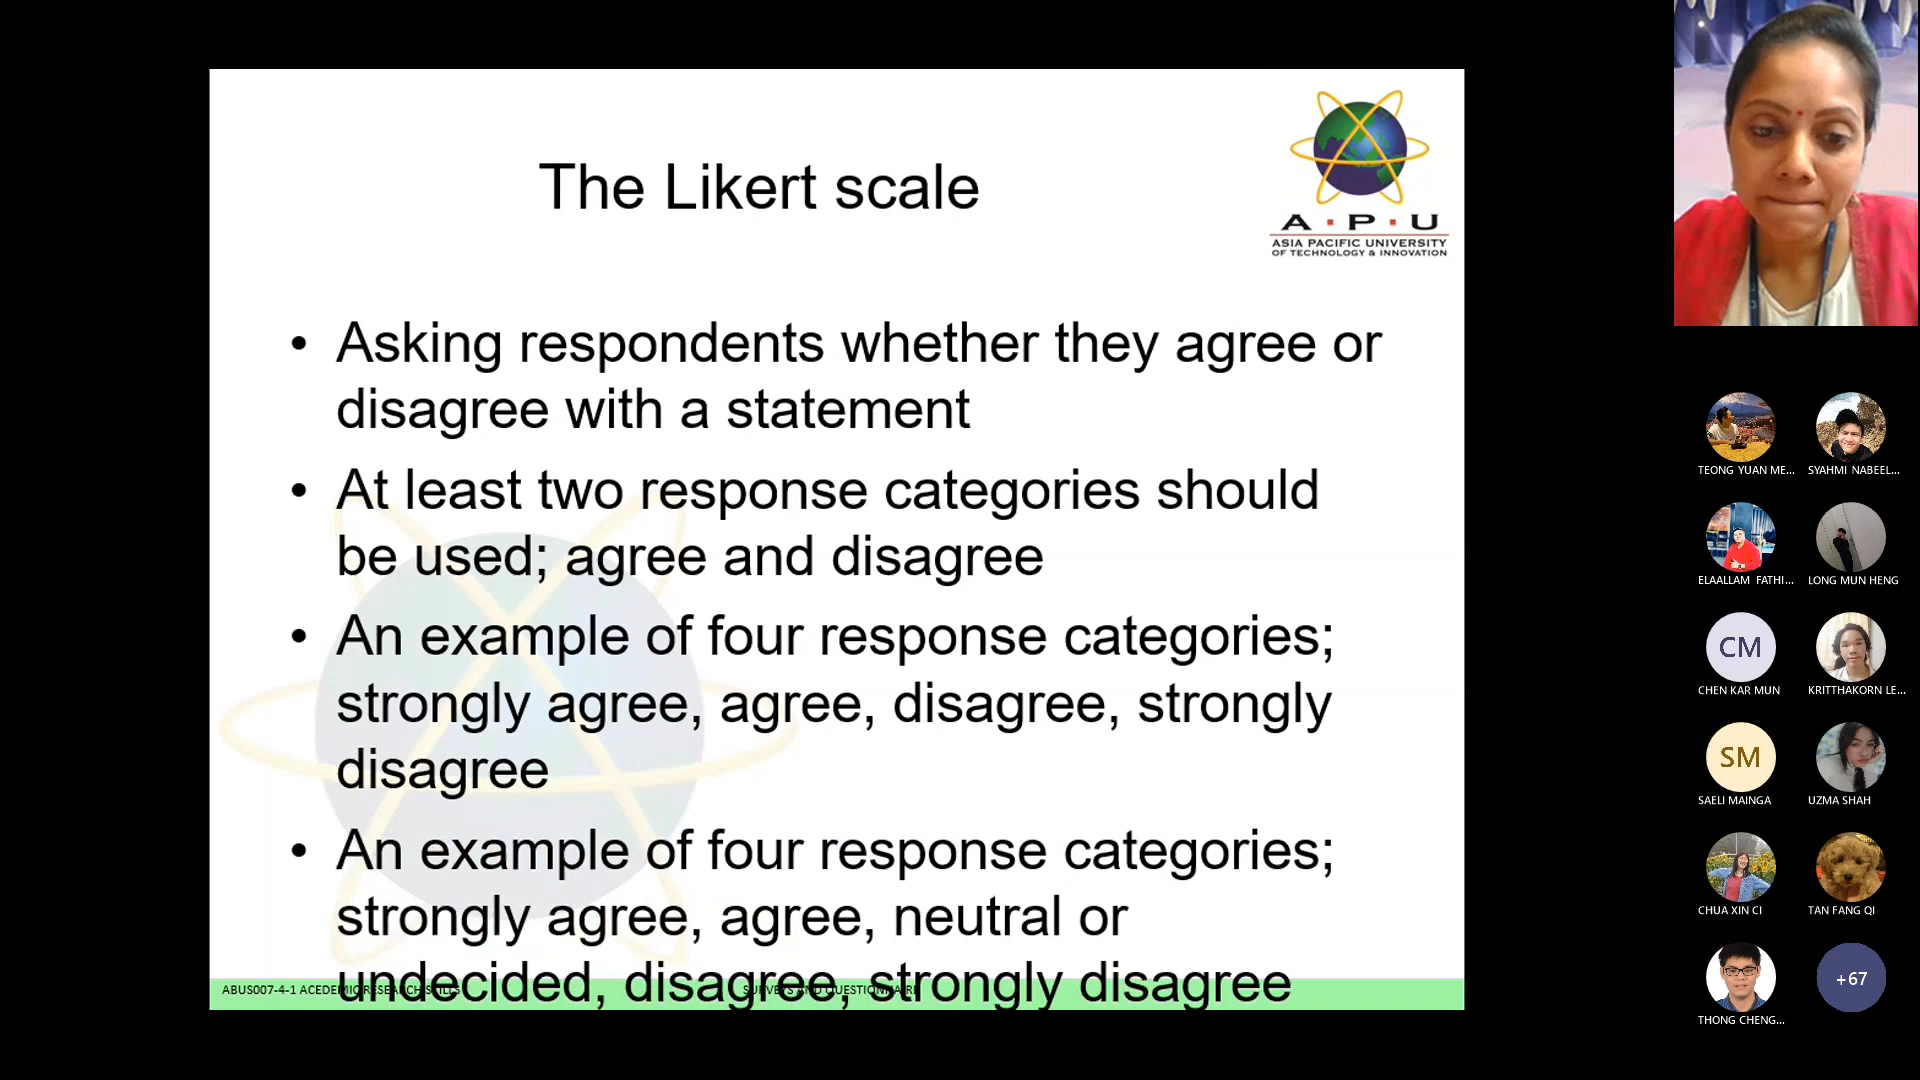 The Likert scale
A·P·U
ASIA PACIFIC UNIVERSITY
OF TECHNOLOGY & INNOVATION
• Asking respondents whether they agree or
disagree with a statement
• At least two response categories should
be used; agree and disagree
• An example of four response categories;
strongly agree, agree, disagree, strongly
disagree
• An example of four response categories;
strongly agree, agree, neutral or
undecided, disagree, strongly disagree
ABUS007-4-1 ACEDEMIC RESEARCH SKILLS
SURVEYS AND QUESTIONNAIRE
TEONG YUAN ME...
SYAHMI NABEEL...
ELAALLAM FATHI...
LONG MUN HENG
CM
CHEN KAR MUN
KRITTHAKORN LE...
SM
SAELI MAINGA
UZMA SHAH
CHUA XIN CI
TAN FANG QI
THONG CHENG...
+67